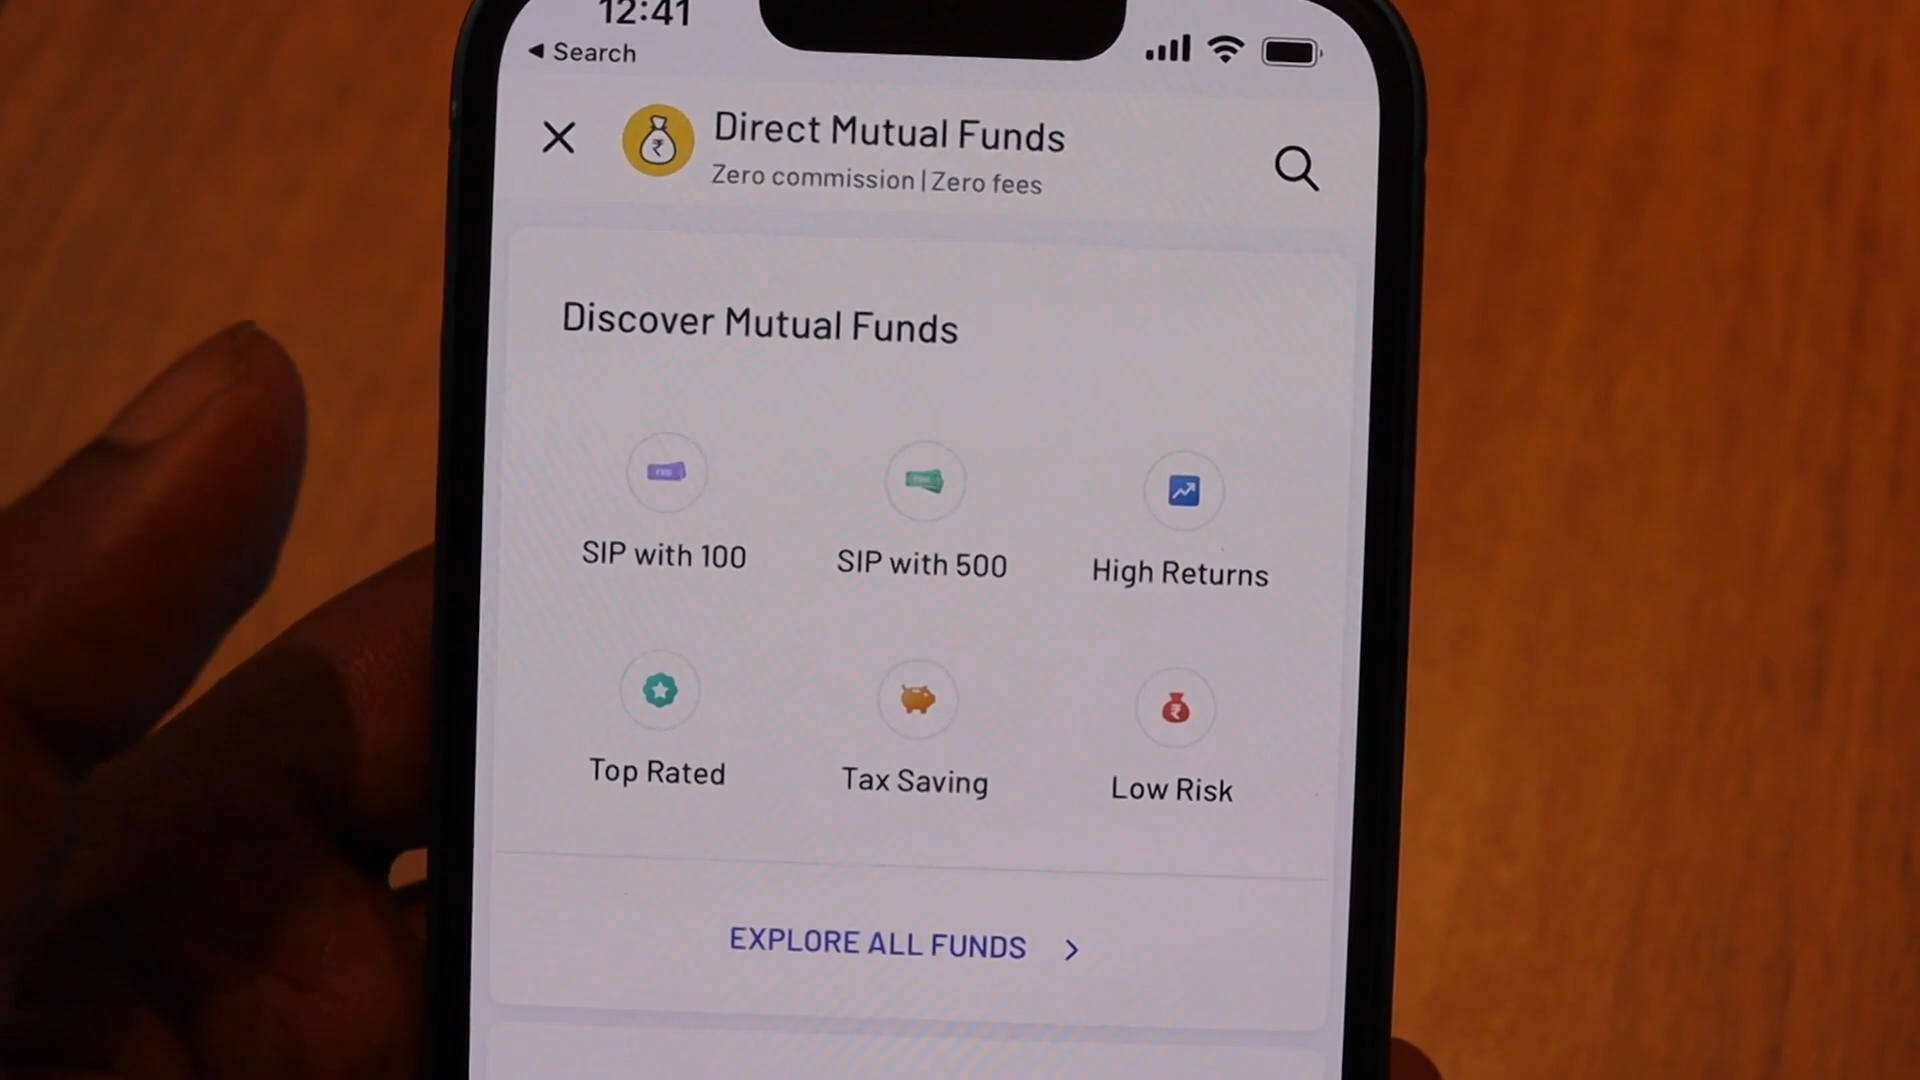 12:41
◀ Search
Direct Mutual Funds
Zero commission | Zero fees
Discover Mutual Funds
SIP with 100
SIP with 500
High Returns
Top Rated
Tax Saving
Low Risk
EXPLORE ALL FUNDS >